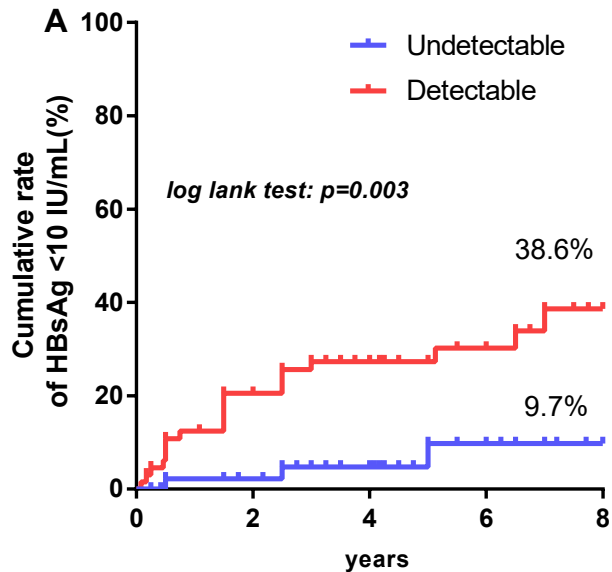 A
100
80
60
40
20
0
Cumulative rate
of HBsAg <10 IU/mL(%)
Undetectable
Detectable
log lank test: p=0.003
38.6%
9.7%
0 2 4 6 8
years